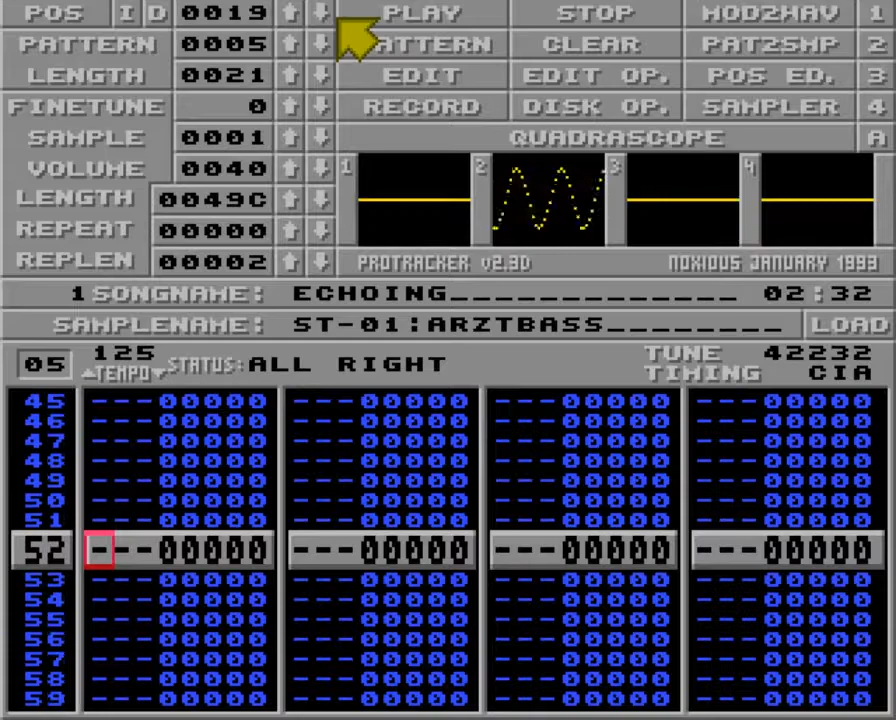 POS I D 0019 PLAY STOP MOD2WAV 1
PATTERN 0005 PATTERN CLEAR PAT2SMP 2
LENGTH 0021 EDIT EDIT OP. POS ED. 3
FINETUNE 0 RECORD DISK OP. SAMPLER 4
SAMPLE 0001 QUADRASCOPE A
VOLUME 0040 1 2 3 4
LENGTH 0049C
REPEAT 00000
REPLEN 00002 PROTRACKER V2.3D NOXIOUS JANUARY 1993
1 SONGNAME: ECHOING_______________ 02:32
SAMPLENAME: ST-01:ARZTBASS________ LOAD
05 125 TEMPO STATUS: ALL RIGHT TUNE 42232
TIMING CIA
45 ---00000 ---00000 ---00000 ---00000
46 ---00000 ---00000 ---00000 ---00000
47 ---00000 ---00000 ---00000 ---00000
48 ---00000 ---00000 ---00000 ---00000
49 ---00000 ---00000 ---00000 ---00000
50 ---00000 ---00000 ---00000 ---00000
51 ---00000 ---00000 ---00000 ---00000
52 ---00000 ---00000 ---00000 ---00000
53 ---00000 ---00000 ---00000 ---00000
54 ---00000 ---00000 ---00000 ---00000
55 ---00000 ---00000 ---00000 ---00000
56 ---00000 ---00000 ---00000 ---00000
57 ---00000 ---00000 ---00000 ---00000
58 ---00000 ---00000 ---00000 ---00000
59 ---00000 ---00000 ---00000 ---00000